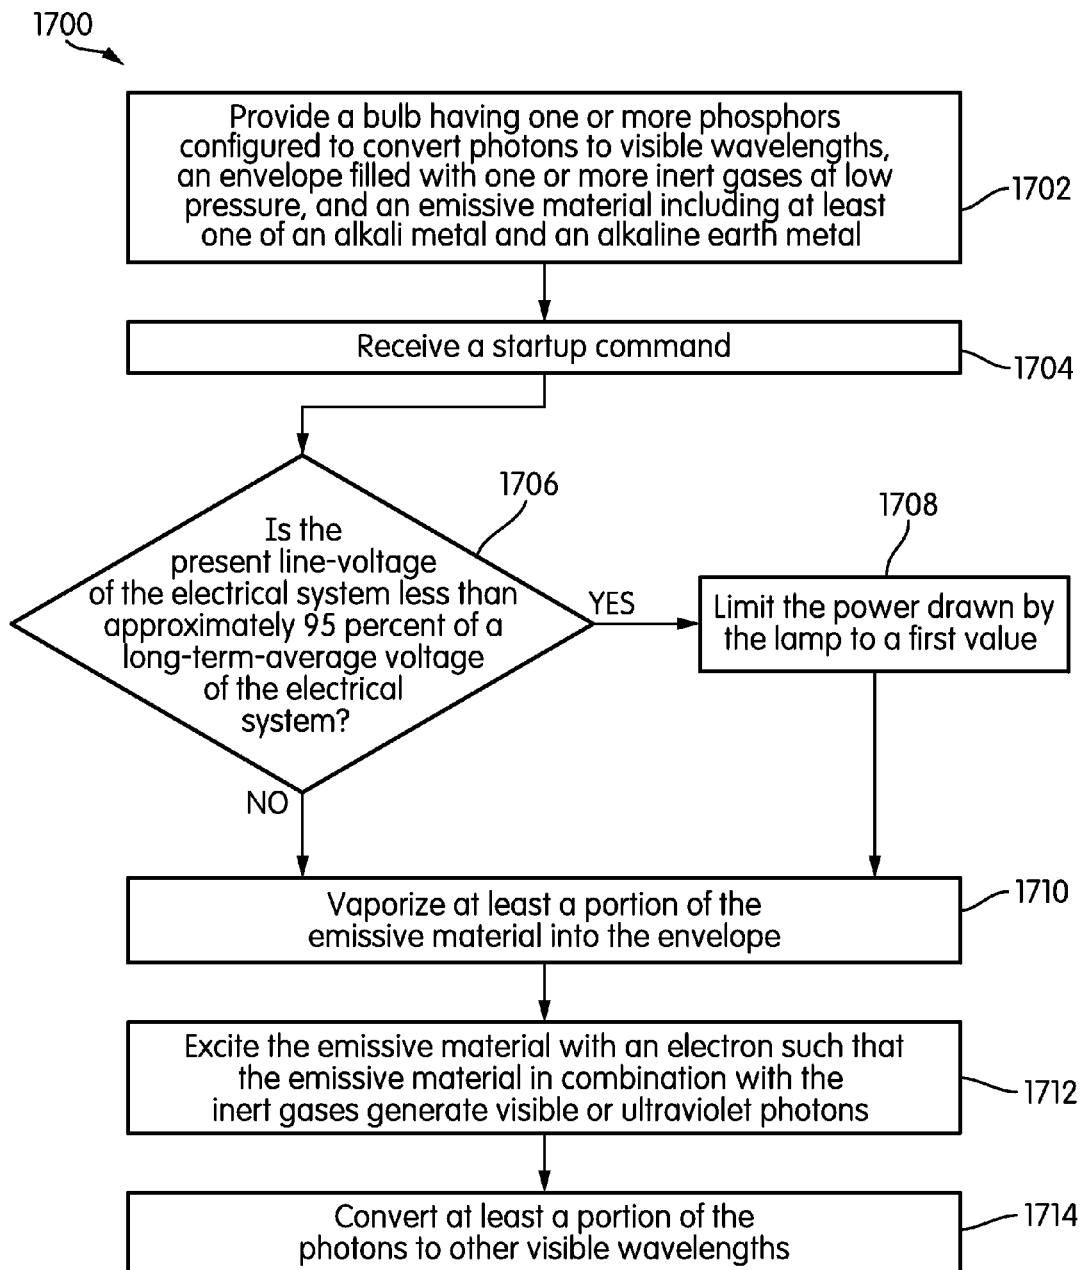 1700
Provide a bulb having one or more phosphors
configured to convert photons to visible wavelengths,
an envelope filled with one or more inert gases at low
pressure, and an emissive material including at least
one of an alkali metal and an alkaline earth metal
1702
Receive a startup command
1704
1706
Is the
present line-voltage
of the electrical system less than
approximately 95 percent of a
long-term-average voltage
of the electrical
system?
YES
NO
1708
Limit the power drawn by
the lamp to a first value
Vaporize at least a portion of the
emissive material into the envelope
1710
Excite the emissive material with an electron such that
the emissive material in combination with the
inert gases generate visible or ultraviolet photons
1712
Convert at least a portion of the
photons to other visible wavelengths
1714